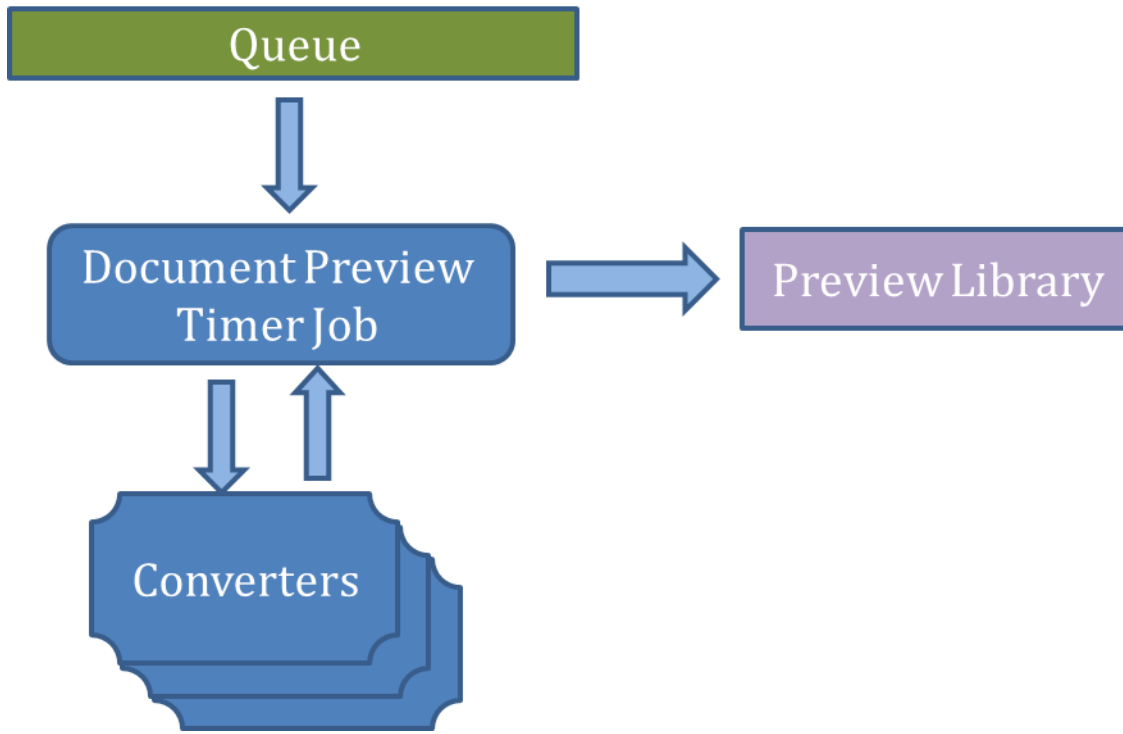 Queue
Document Preview
Timer Job
Preview Library
Converters